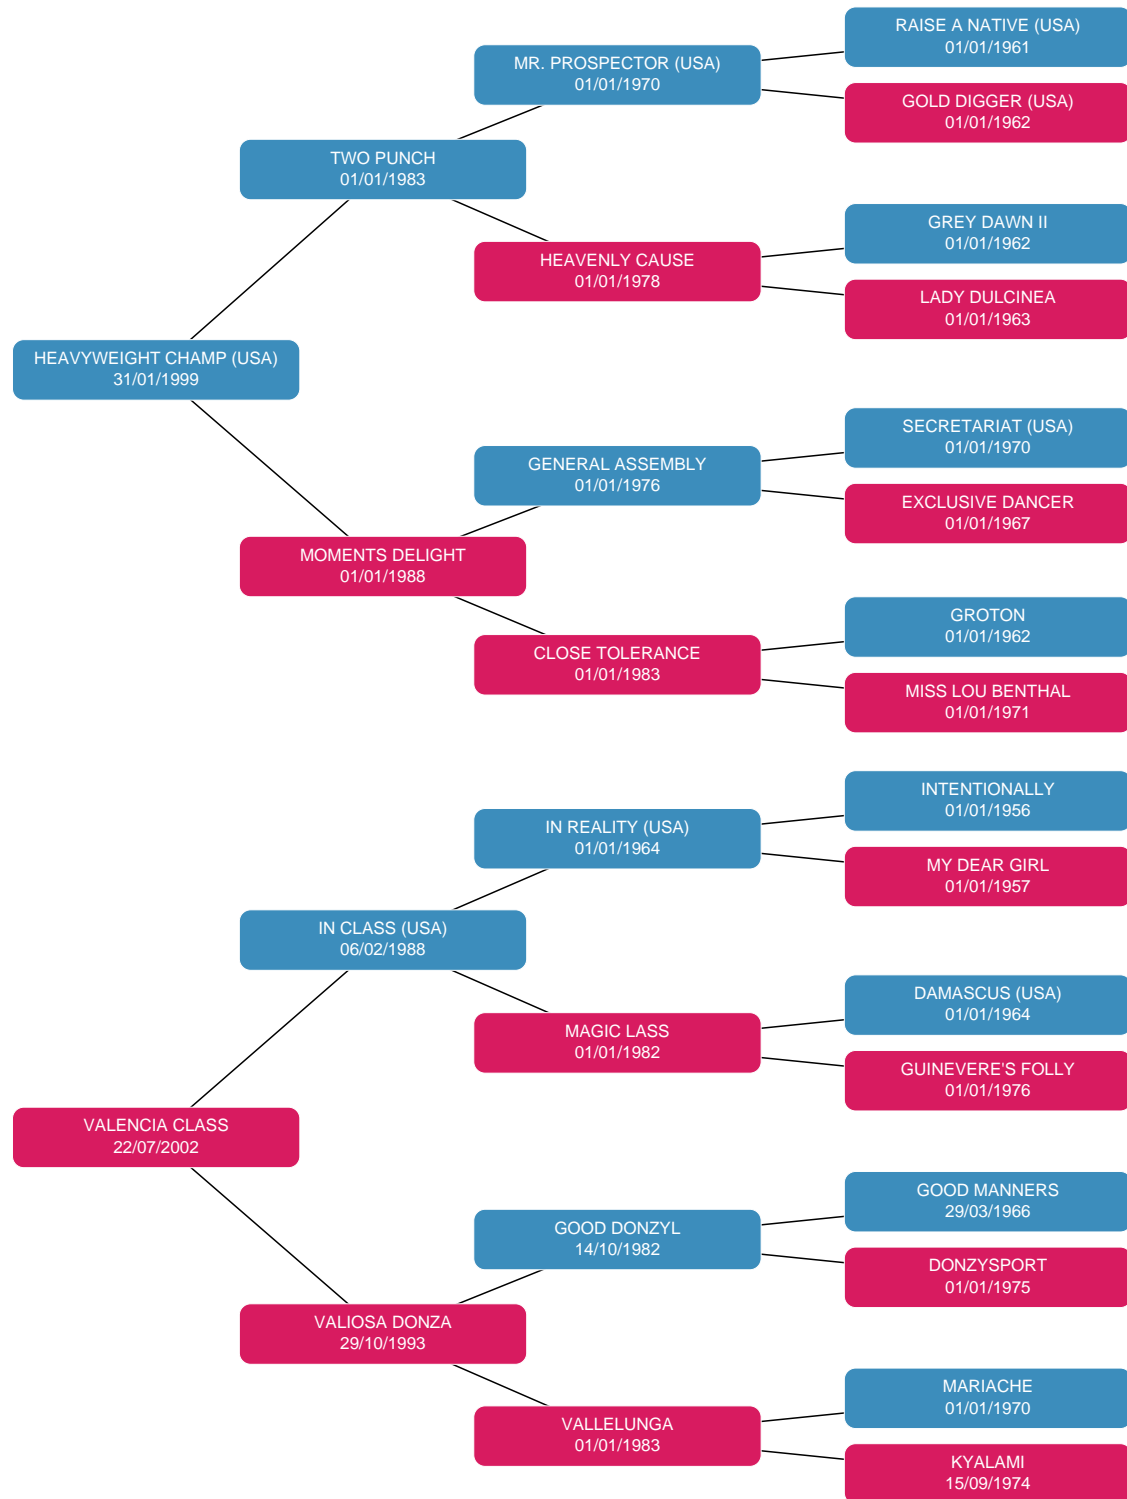 RAISE A NATIVE (USA)
01/01/1961
MR. PROSPECTOR (USA)
01/01/1970
GOLD DIGGER (USA)
01/01/1962
TWO PUNCH
01/01/1983
GREY DAWN II
01/01/1962
HEAVENLY CAUSE
01/01/1978
LADY DULCINEA
01/01/1963
HEAVYWEIGHT CHAMP (USA)
31/01/1999
SECRETARIAT (USA)
01/01/1970
GENERAL ASSEMBLY
01/01/1976
EXCLUSIVE DANCER
01/01/1967
MOMENTS DELIGHT
01/01/1988
GROTON
01/01/1962
CLOSE TOLERANCE
01/01/1983
MISS LOU BENTHAL
01/01/1971
INTENTIONALLY
01/01/1956
IN REALITY (USA)
01/01/1964
MY DEAR GIRL
01/01/1957
IN CLASS (USA)
06/02/1988
DAMASCUS (USA)
01/01/1964
MAGIC LASS
01/01/1982
GUINEVERE'S FOLLY
01/01/1976
VALENCIA CLASS
22/07/2002
GOOD MANNERS
29/03/1966
GOOD DONZYL
14/10/1982
DONZYSPORT
01/01/1975
VALIOSA DONZA
29/10/1993
MARIACHE
01/01/1970
VALLELUNGA
01/01/1983
KYALAMI
15/09/1974